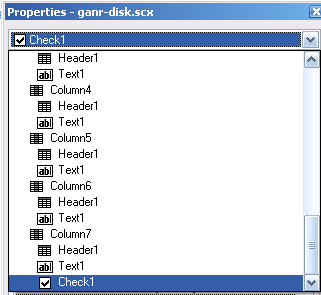 Properties - ganr-disk.scx
Check1
Header1
Text1
Column4
Header1
Text1
Column5
Header1
Text1
Column6
Header1
Text1
Column7
Header1
Text1
Check1